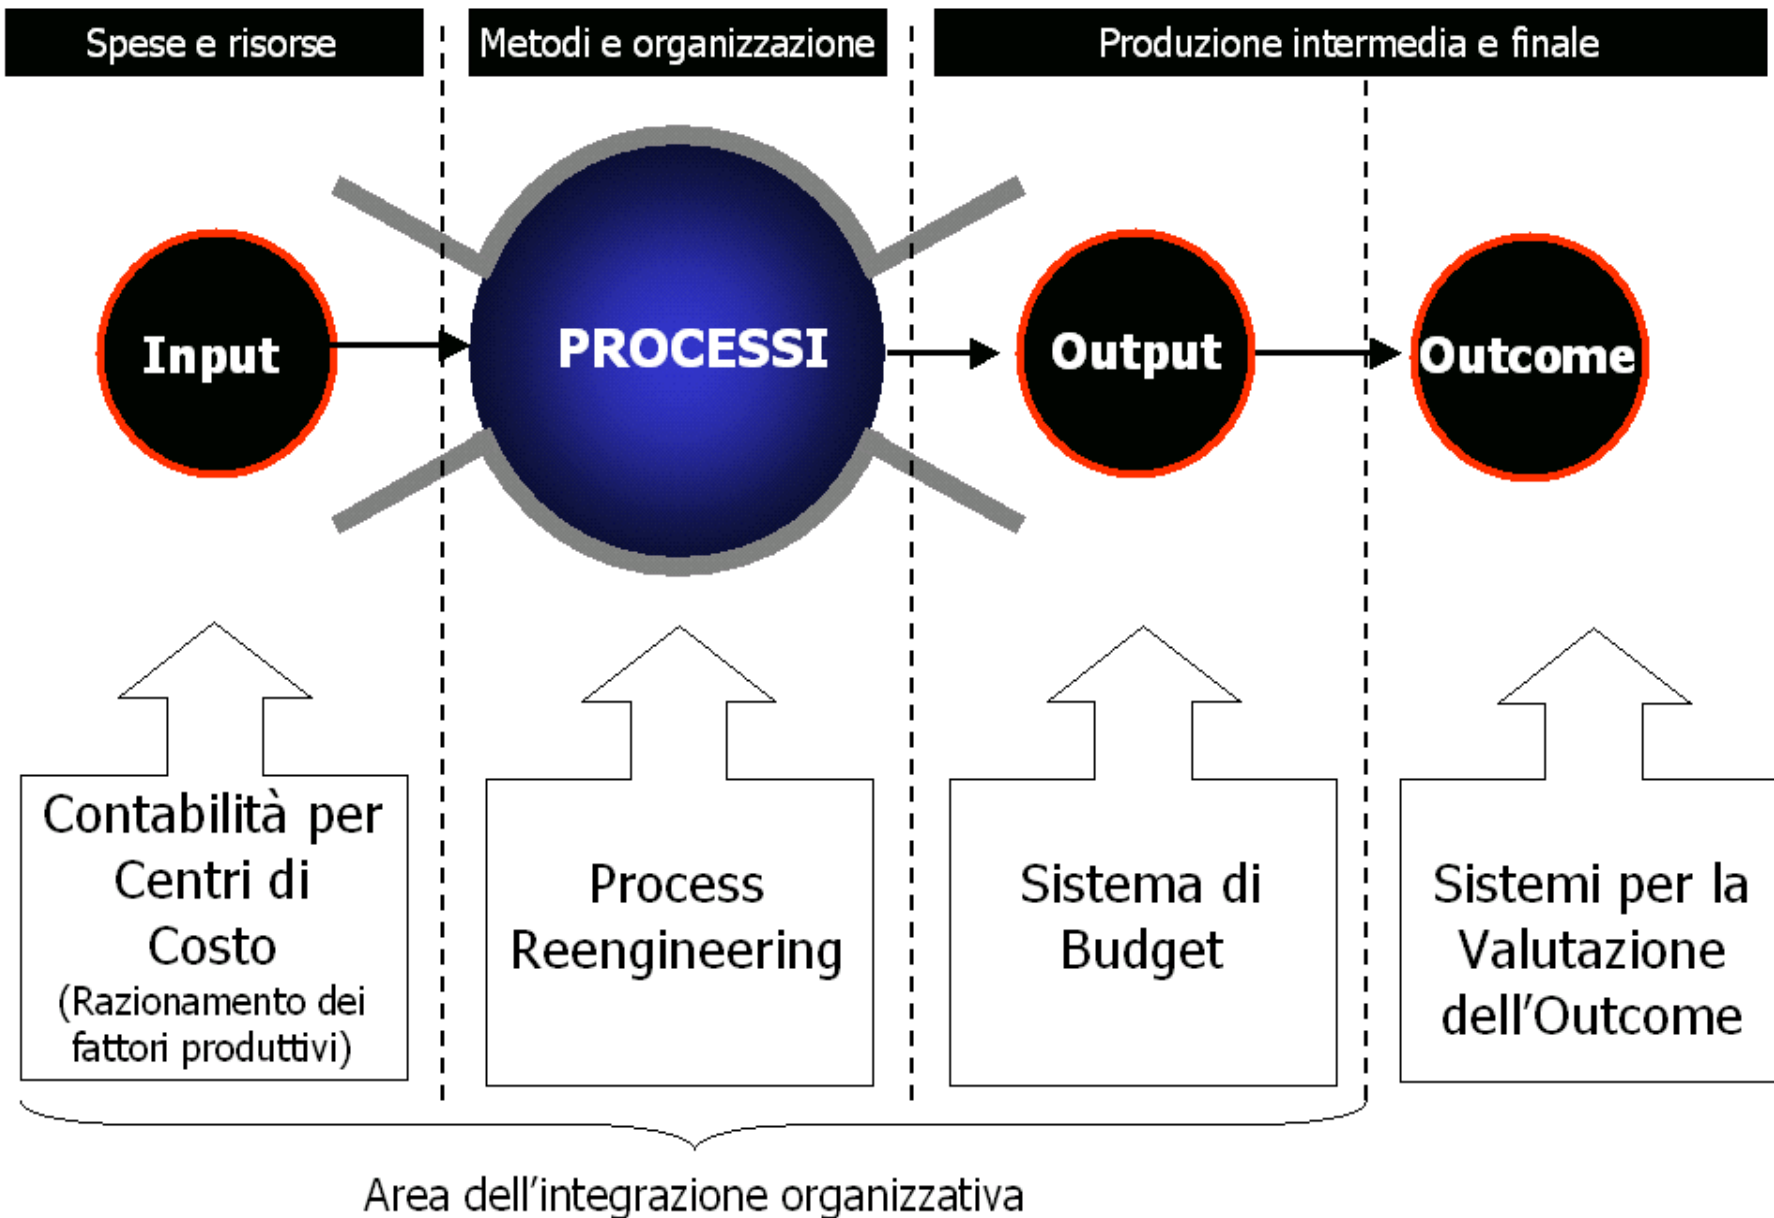 Spese e risorse
Metodi e organizzazione
Produzione intermedia e finale
Input
PROCESSI
Output
Outcome
Contabilità per
Centri di
Costo
(Razionamento dei
fattori produttivi)
Process
Reengineering
Sistema di
Budget
Sistemi per la
Valutazione
dell'Outcome
Area dell'integrazione organizzativa